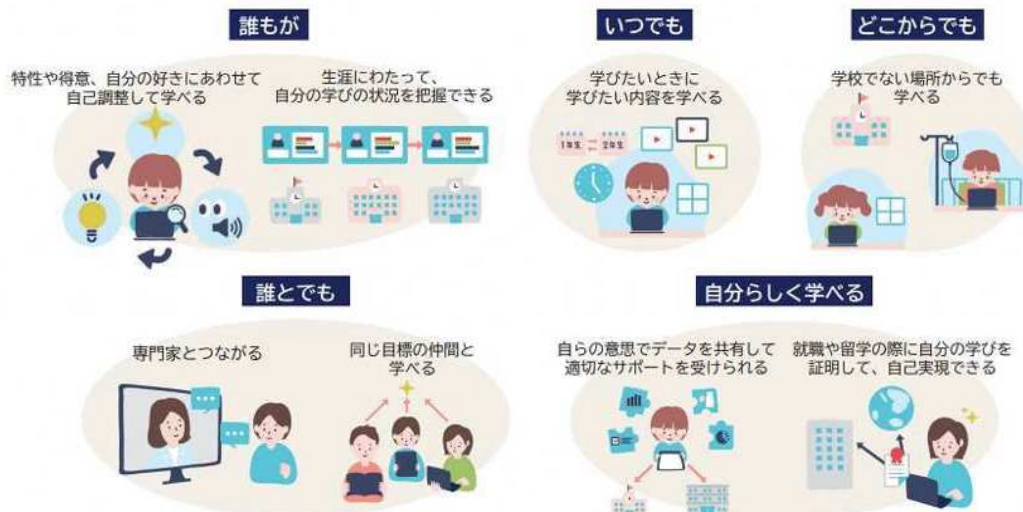 誰もが
特性や得意、自分の好きにあわせて
自己調整して学べる
生涯にわたって、
自分の学びの状況を把握できる
いつでも
学びたいときに
学びたい内容を学べる
1年生
2年生
どこからでも
学校でない場所からでも
学べる
誰とでも
専門家とつながる
同じ目標の仲間と
学べる
自分らしく学べる
自らの意思でデータを共有して
適切なサポートを受けられる
就職や留学の際に自分の学びを
証明して、自己実現できる